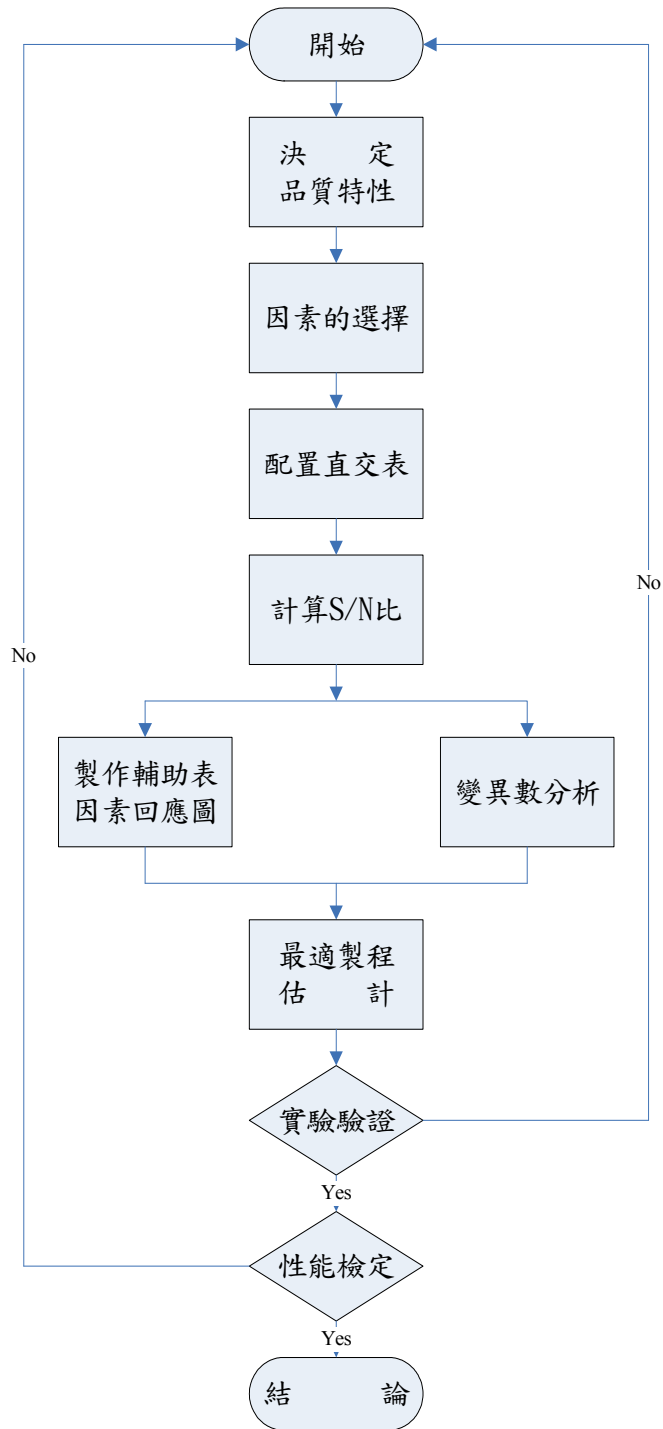 開始
決 定
品質特性
因素的選擇
配置直交表
計算S/N比
No
No
製作輔助表
因素回應圖
變異數分析
最適製程
估 計
實驗驗證
Yes
性能檢定
Yes
結 論